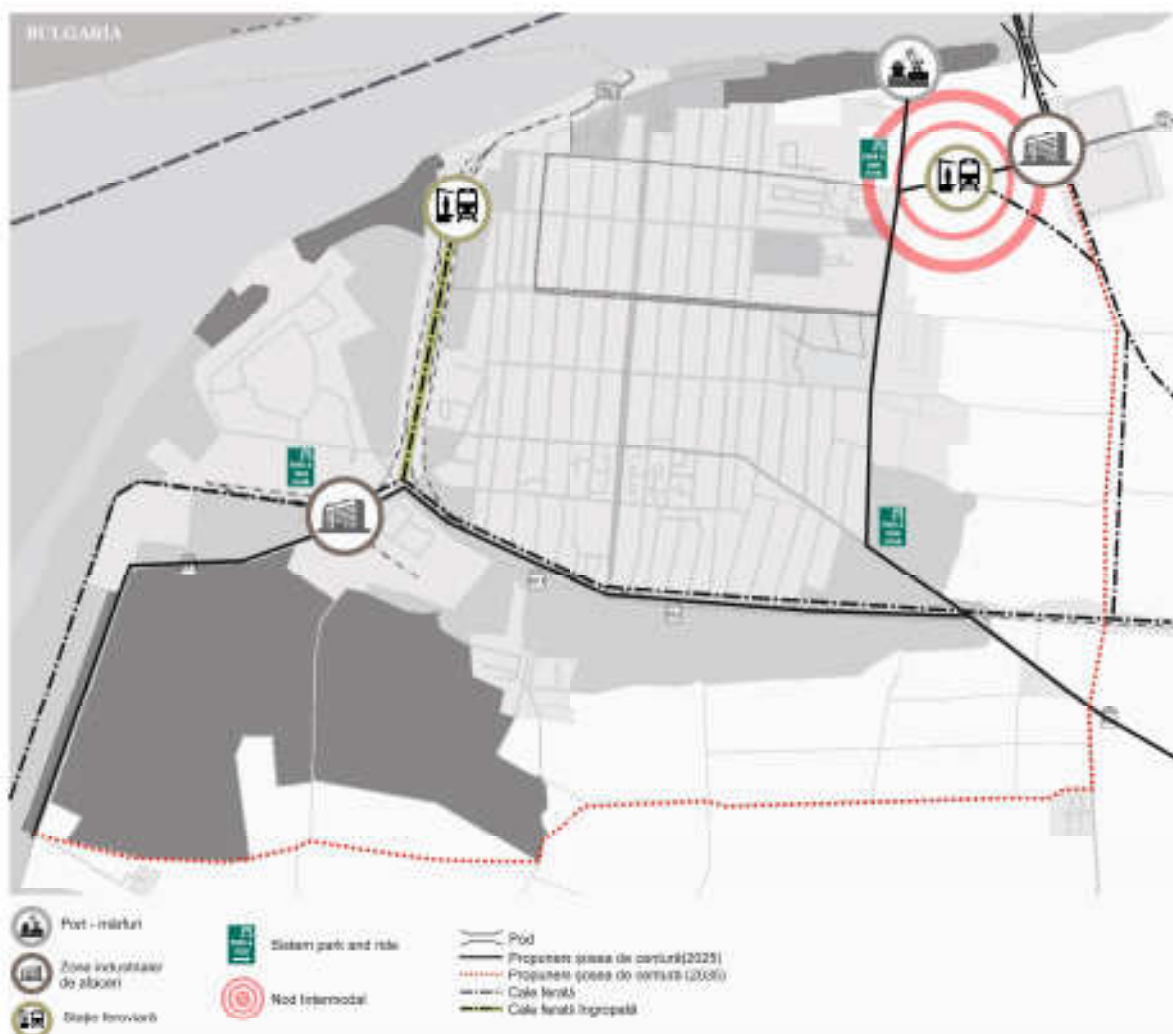 BULGARIA
Port - mărfuri
Zone industriale/
de afaceri
Stație feroviară
Sistem park and ride
Nod Intermodal
Pod
Propunere șosea de centură(2025)
Propunere șosea de centură (2035)
Cale ferată
Cale ferată îngropată